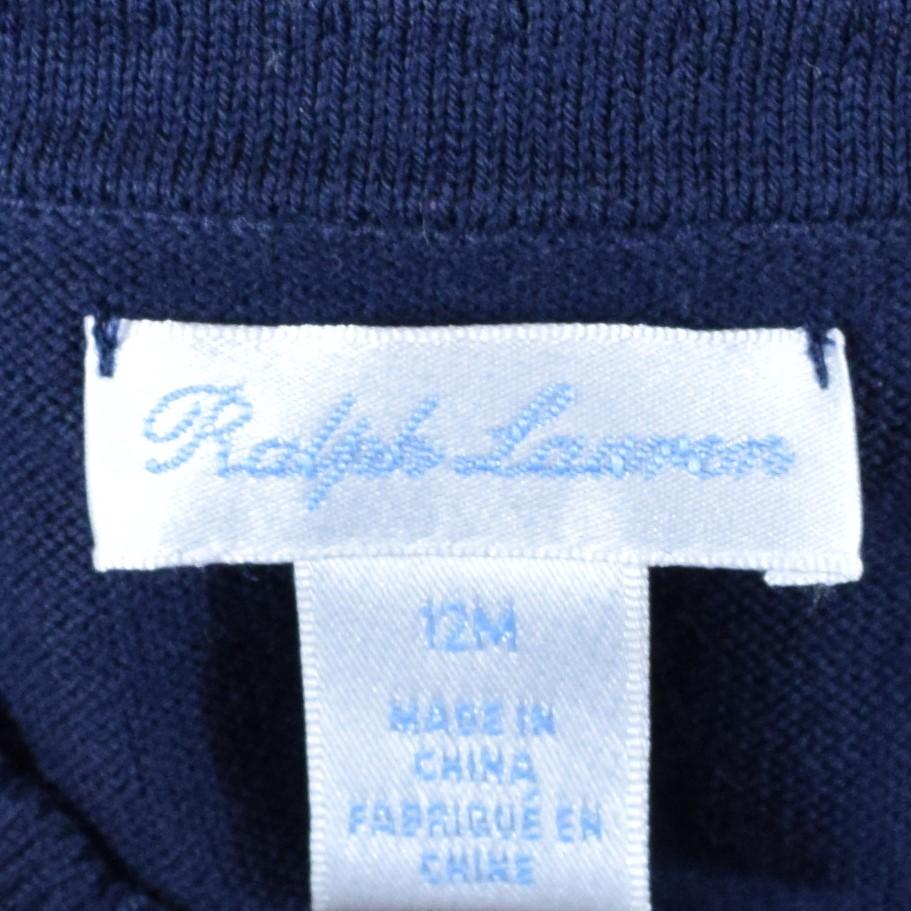 Ralph Lauren
12M
MADE IN
CHINA
FABRIQUÉ EN
CHINE